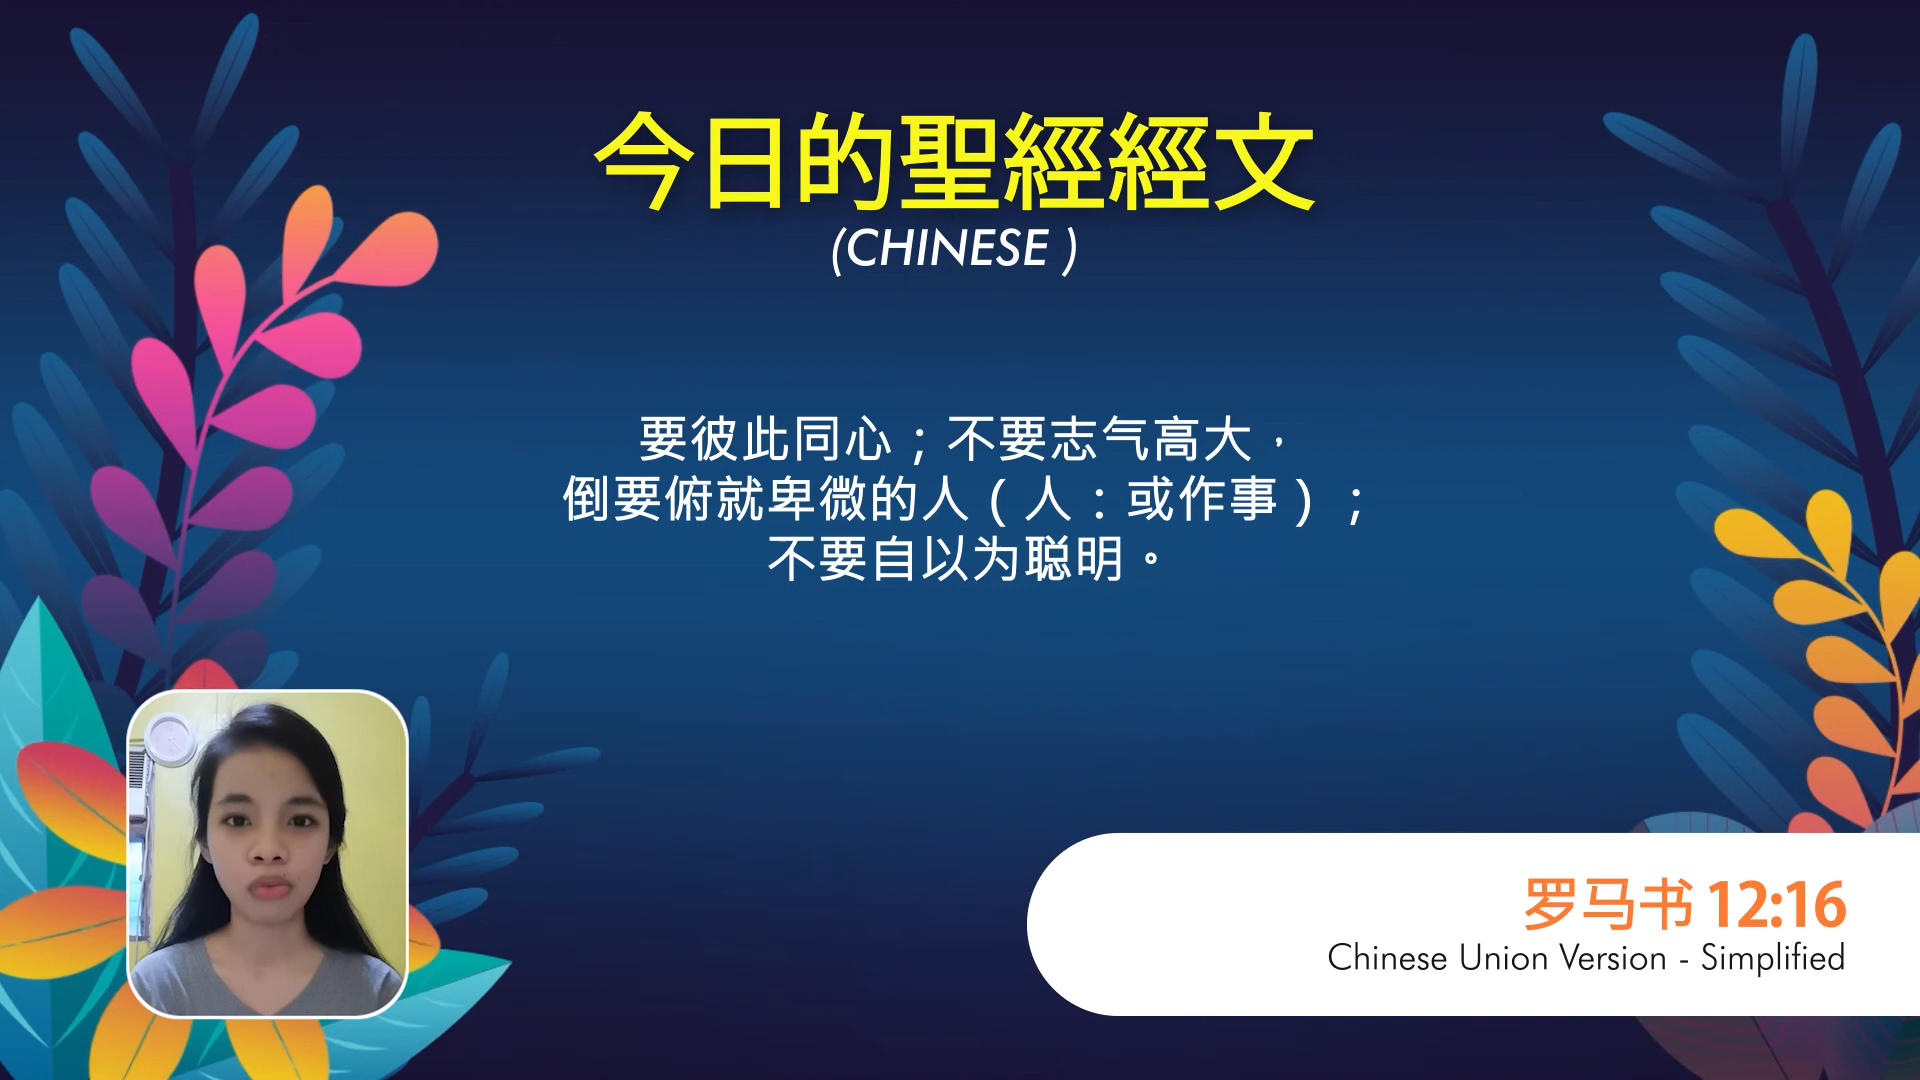 今日的聖經經文
(CHINESE )
要彼此同心；不要志气高大，
倒要俯就卑微的人（人：或作事）；
不要自以为聪明。
罗马书 12:16
Chinese Union Version - Simplified